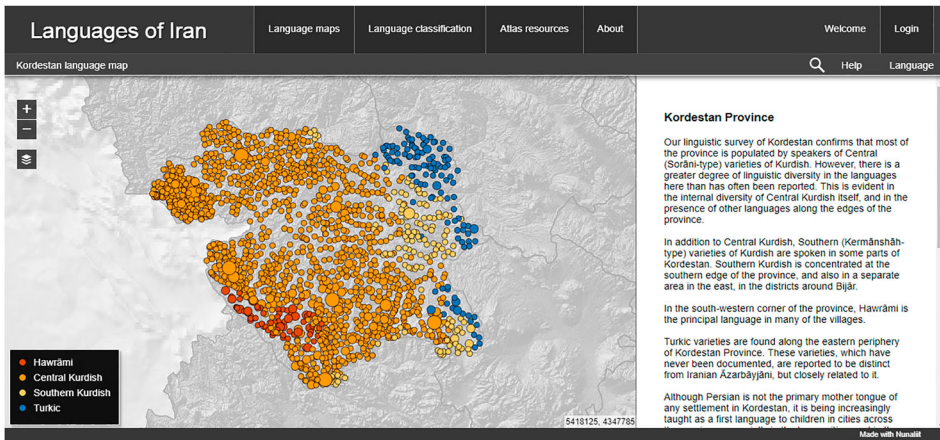 Languages of Iran
Language maps
Language classification
Atlas resources
About
Welcome
Login
Kordestan language map
Help
Language
+
−
Hawrāmi
Central Kurdish
Southern Kurdish
Turkic
5418125, 4347785
Kordestan Province
Our linguistic survey of Kordestan confirms that most of
the province is populated by speakers of Central
(Sorāni-type) varieties of Kurdish. However, there is a
greater degree of linguistic diversity in the languages
here than has often been reported. This is evident in
the internal diversity of Central Kurdish itself, and in the
presence of other languages along the edges of the
province.
In addition to Central Kurdish, Southern (Kermānshāh-
type) varieties of Kurdish are spoken in some parts of
Kordestan. Southern Kurdish is concentrated at the
southern edge of the province, and also in a separate
area in the east, in the districts around Bijār.
In the south-western corner of the province, Hawrāmi is
the principal language in many of the villages.
Turkic varieties are found along the eastern periphery
of Kordestan Province. These varieties, which have
never been documented, are reported to be distinct
from Iranian Āzarbāyjāni, but closely related to it.
Although Persian is not the primary mother tongue of
any settlement in Kordestan, it is being increasingly
taught as a first language to children in cities across
Made with Nunaliit